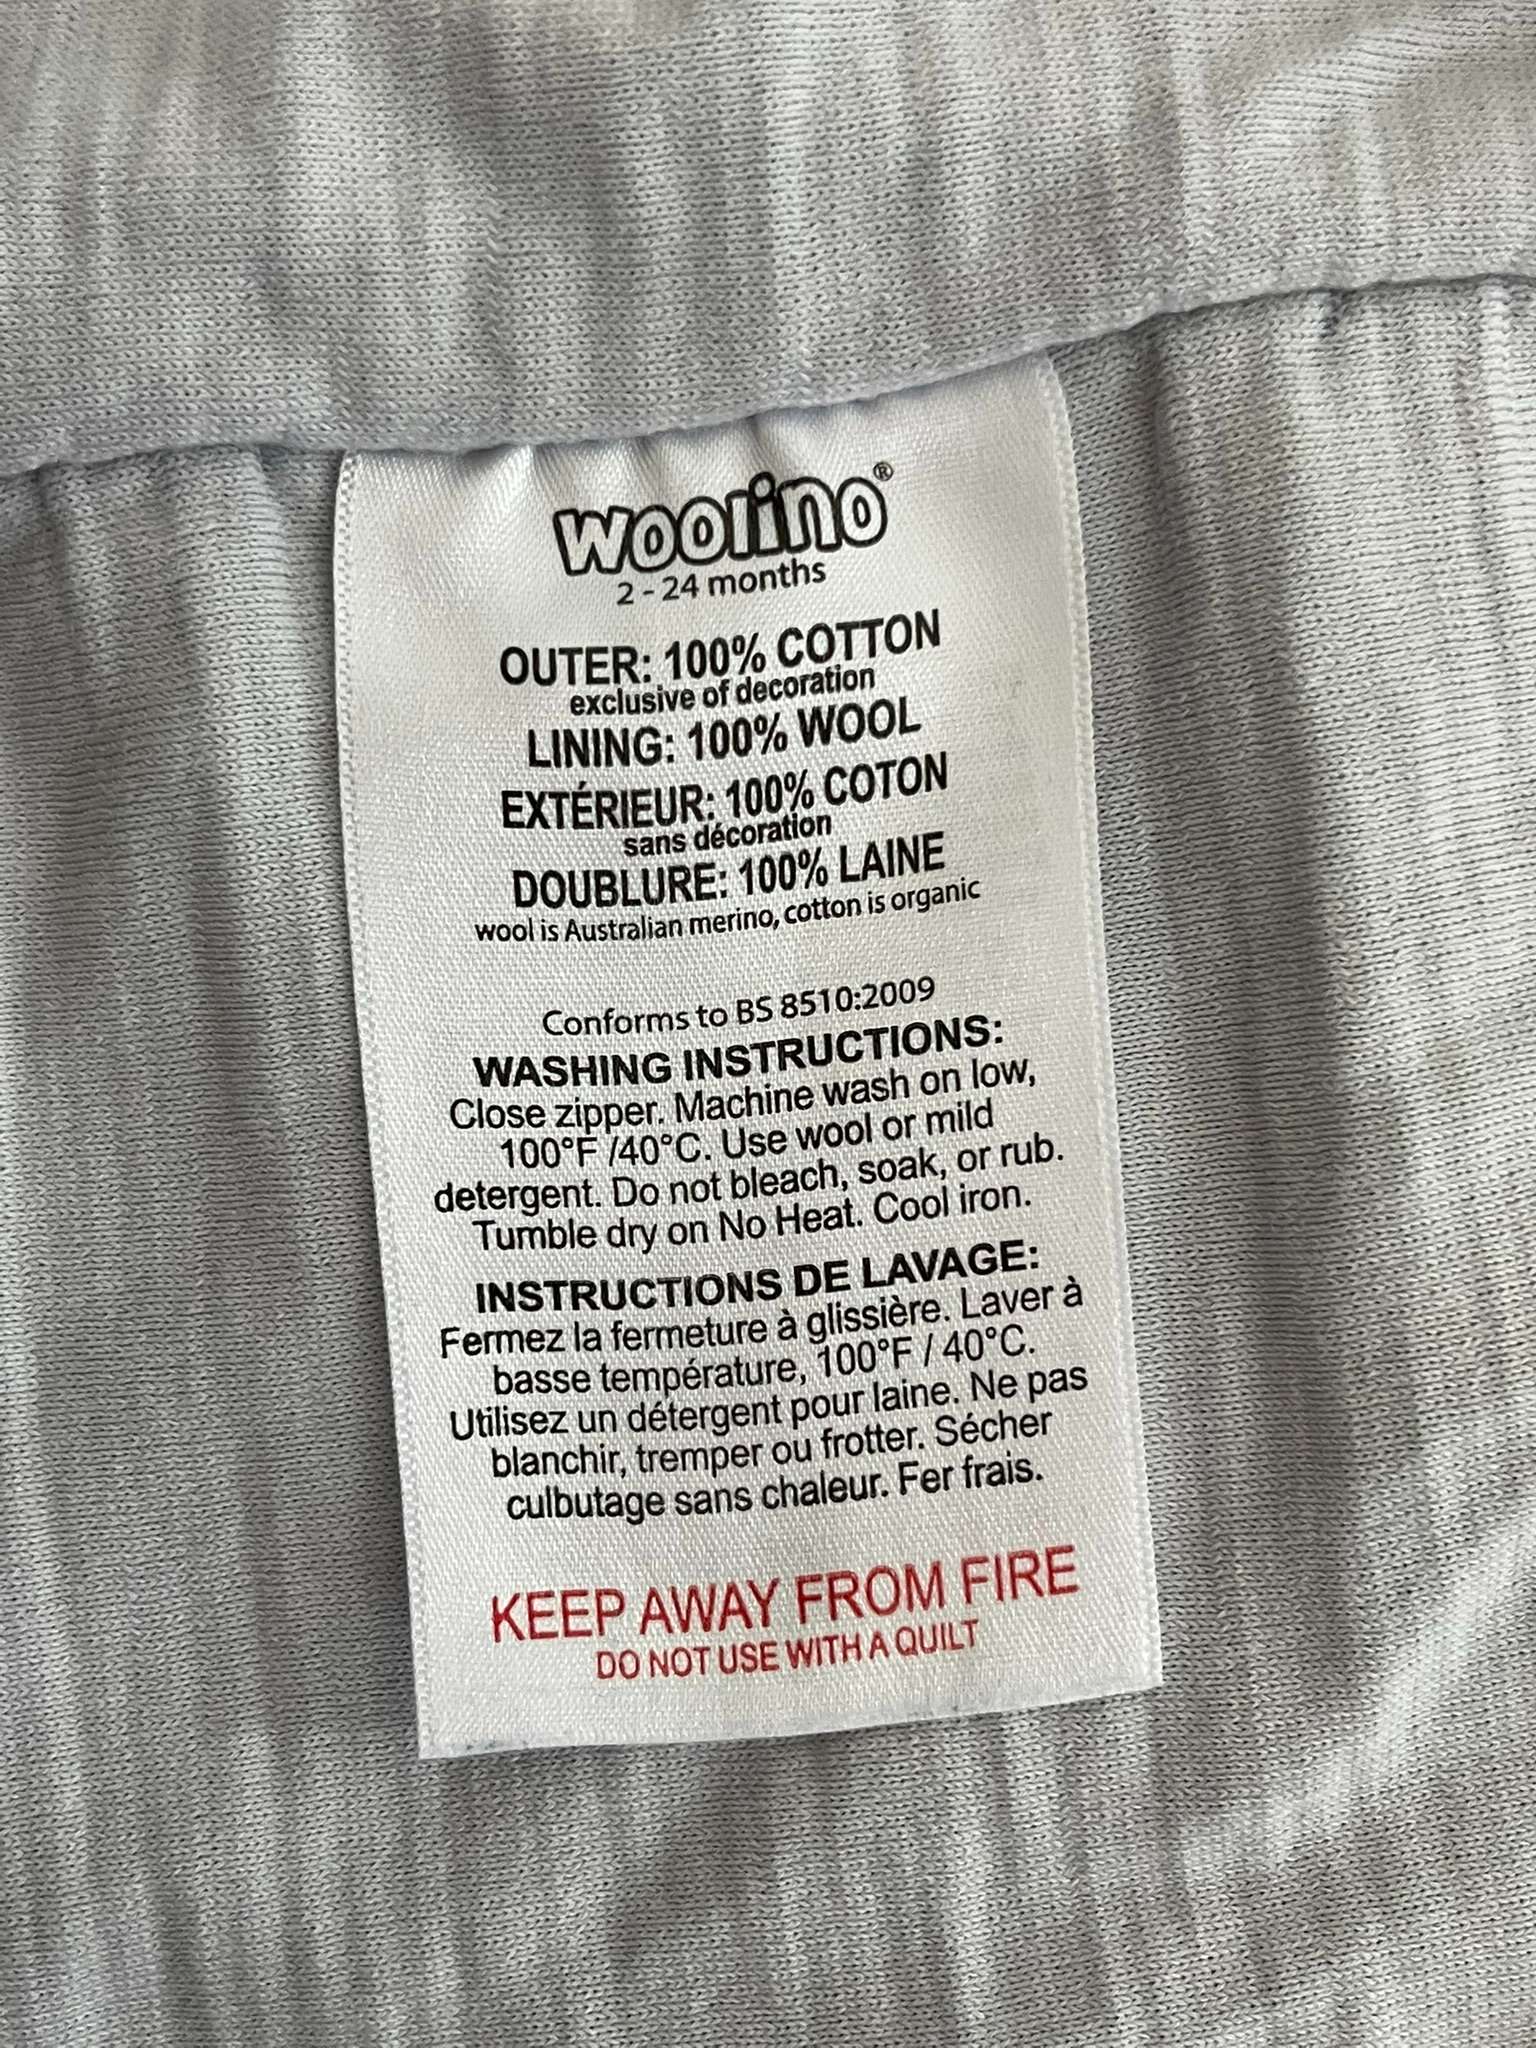 woolino®
2 - 24 months
OUTER: 100% COTTON
exclusive of decoration
LINING: 100% WOOL
EXTÉRIEUR: 100% COTON
sans décoration
DOUBLURE: 100% LAINE
wool is Australian merino, cotton is organic
Conforms to BS 8510:2009
WASHING INSTRUCTIONS:
Close zipper. Machine wash on low,
100°F /40°C. Use wool or mild
detergent. Do not bleach, soak, or rub.
Tumble dry on No Heat. Cool iron.
INSTRUCTIONS DE LAVAGE:
Fermez la fermeture à glissière. Laver à
basse température, 100°F / 40°C.
Utilisez un détergent pour laine. Ne pas
blanchir, tremper ou frotter. Sécher
culbutage sans chaleur. Fer frais.
KEEP AWAY FROM FIRE
DO NOT USE WITH A QUILT